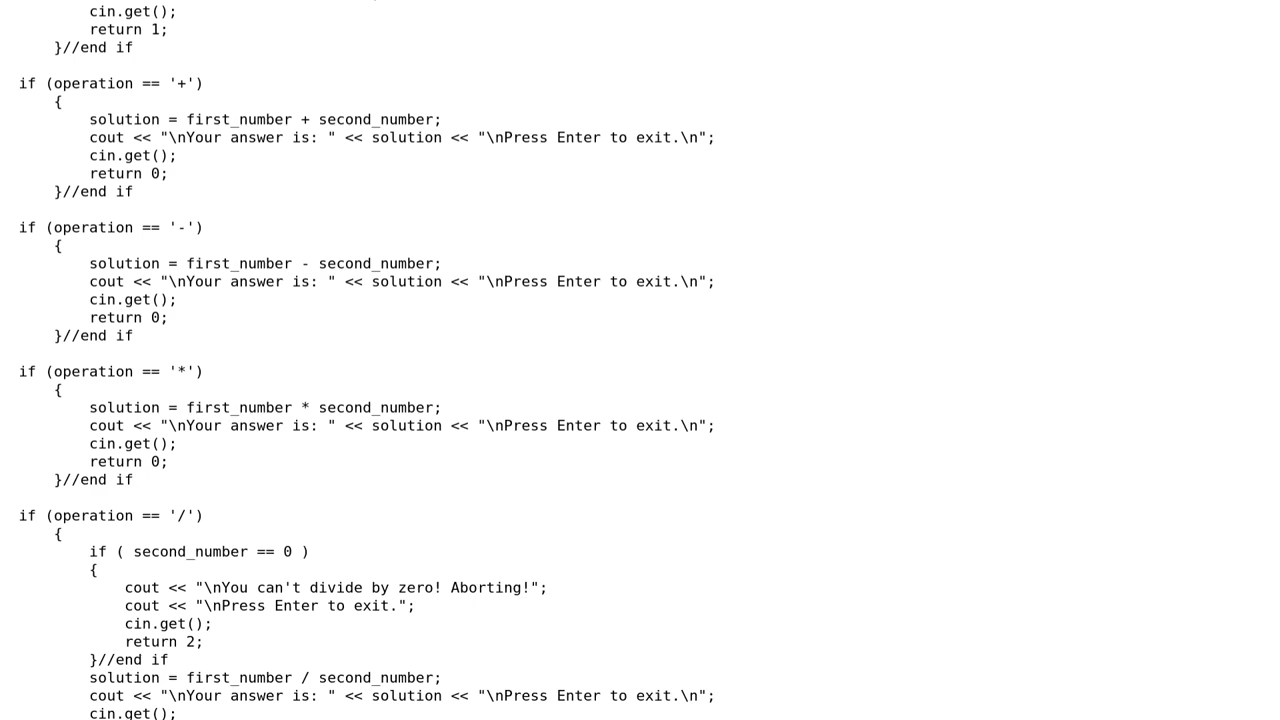 cin.get();
        return 1;
    }//end if

if (operation == '+')
    {
        solution = first_number + second_number;
        cout << "\nYour answer is: " << solution << "\nPress Enter to exit.\n";
        cin.get();
        return 0;
    }//end if

if (operation == '-')
    {
        solution = first_number - second_number;
        cout << "\nYour answer is: " << solution << "\nPress Enter to exit.\n";
        cin.get();
        return 0;
    }//end if

if (operation == '*')
    {
        solution = first_number * second_number;
        cout << "\nYour answer is: " << solution << "\nPress Enter to exit.\n";
        cin.get();
        return 0;
    }//end if

if (operation == '/')
    {
        if ( second_number == 0 )
        {
            cout << "\nYou can't divide by zero! Aborting!";
            cout << "\nPress Enter to exit.";
            cin.get();
            return 2;
        }//end if
        solution = first_number / second_number;
        cout << "\nYour answer is: " << solution << "\nPress Enter to exit.\n";
        cin.get();